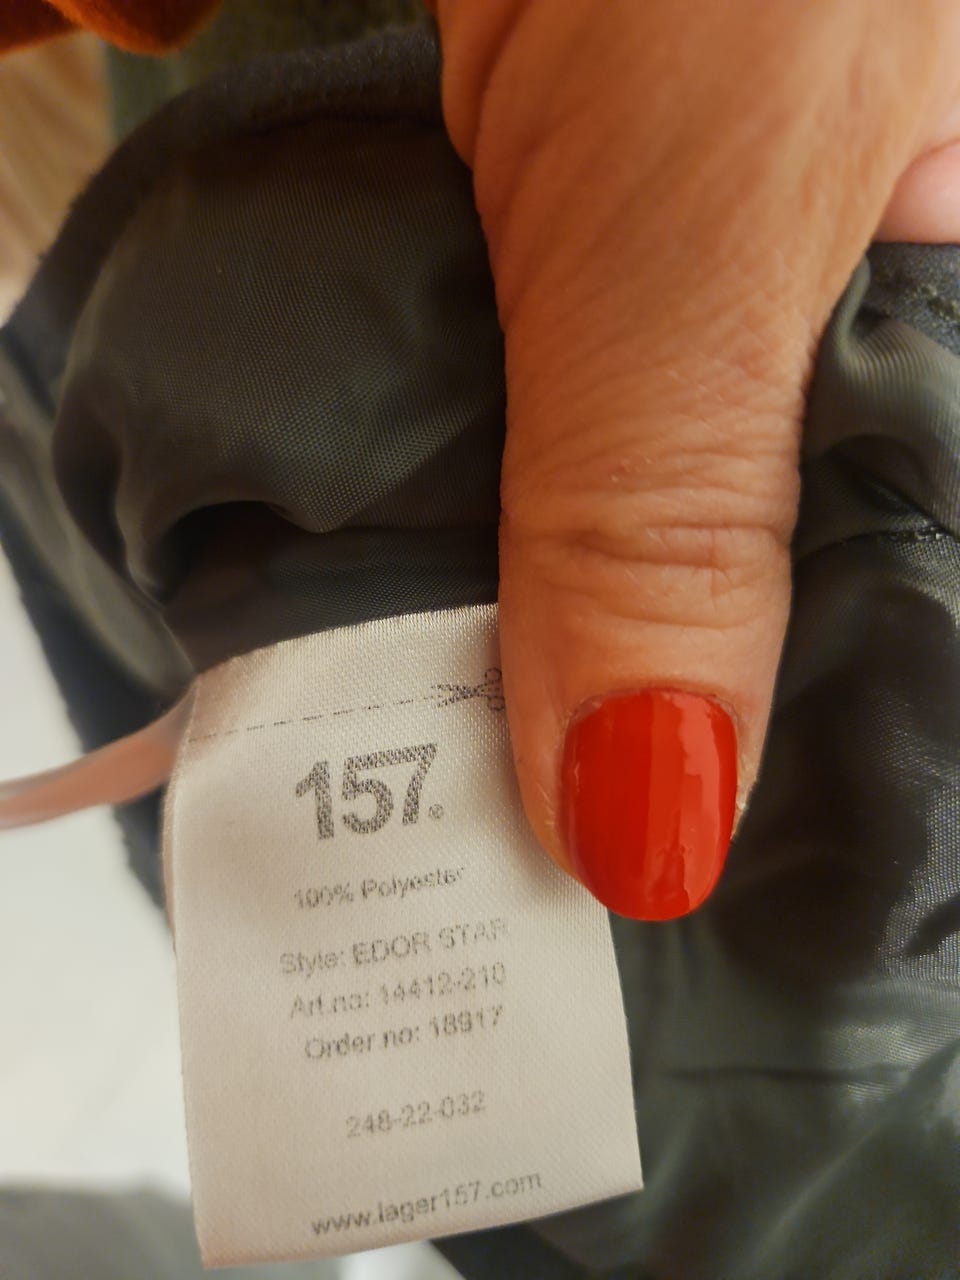 157.
100% Polyester
Style: EDOR STAR
Art.no: 14412-210
Order no: 18917
248-22-032
www.lager157.com